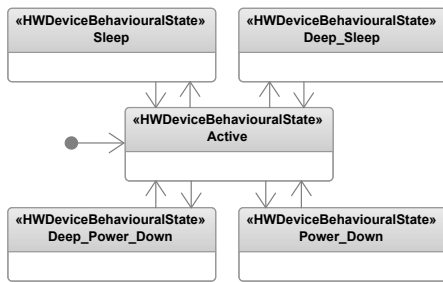 «HWDeviceBehaviouralState»
Sleep
«HWDeviceBehaviouralState»
Deep_Sleep
«HWDeviceBehaviouralState»
Active
«HWDeviceBehaviouralState»
Deep_Power_Down
«HWDeviceBehaviouralState»
Power_Down